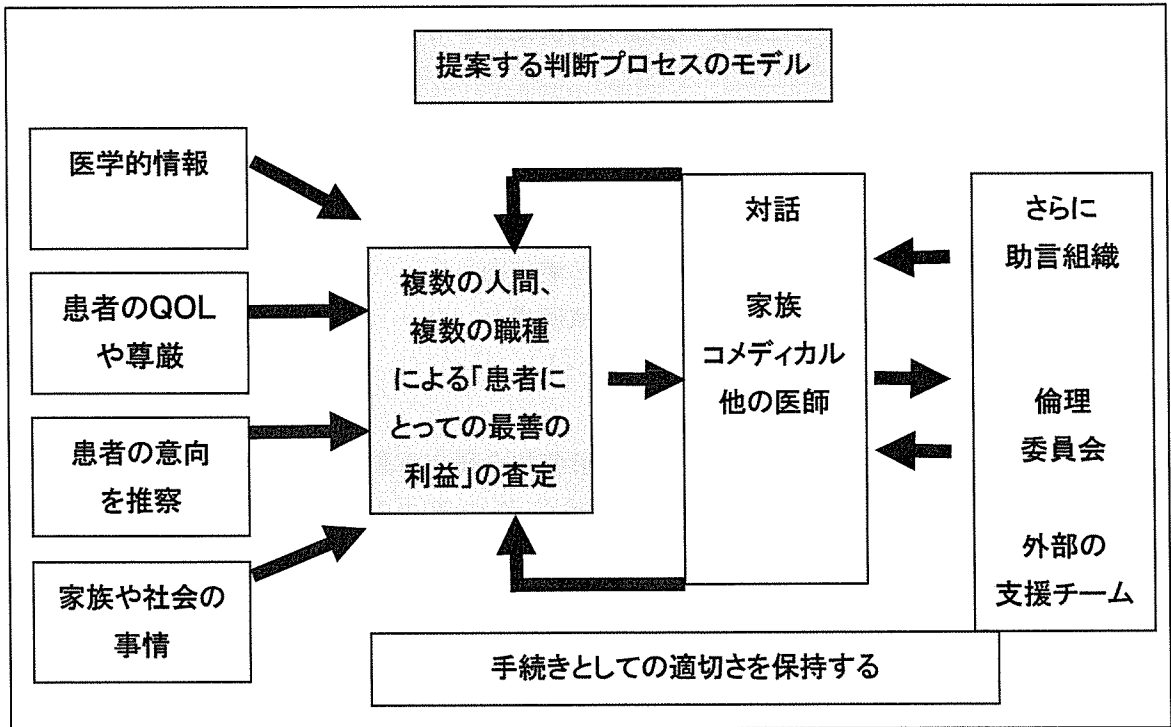 提案する判断プロセスのモデル
医学的情報
患者のQOL
や尊厳
患者の意向
を推察
家族や社会の
事情
複数の人間、
複数の職種
による「患者に
とっての最善の
利益」の査定
対話
家族
コメディカル
他の医師
さらに
助言組織
倫理
委員会
外部の
支援チーム
手続きとしての適切さを保持する